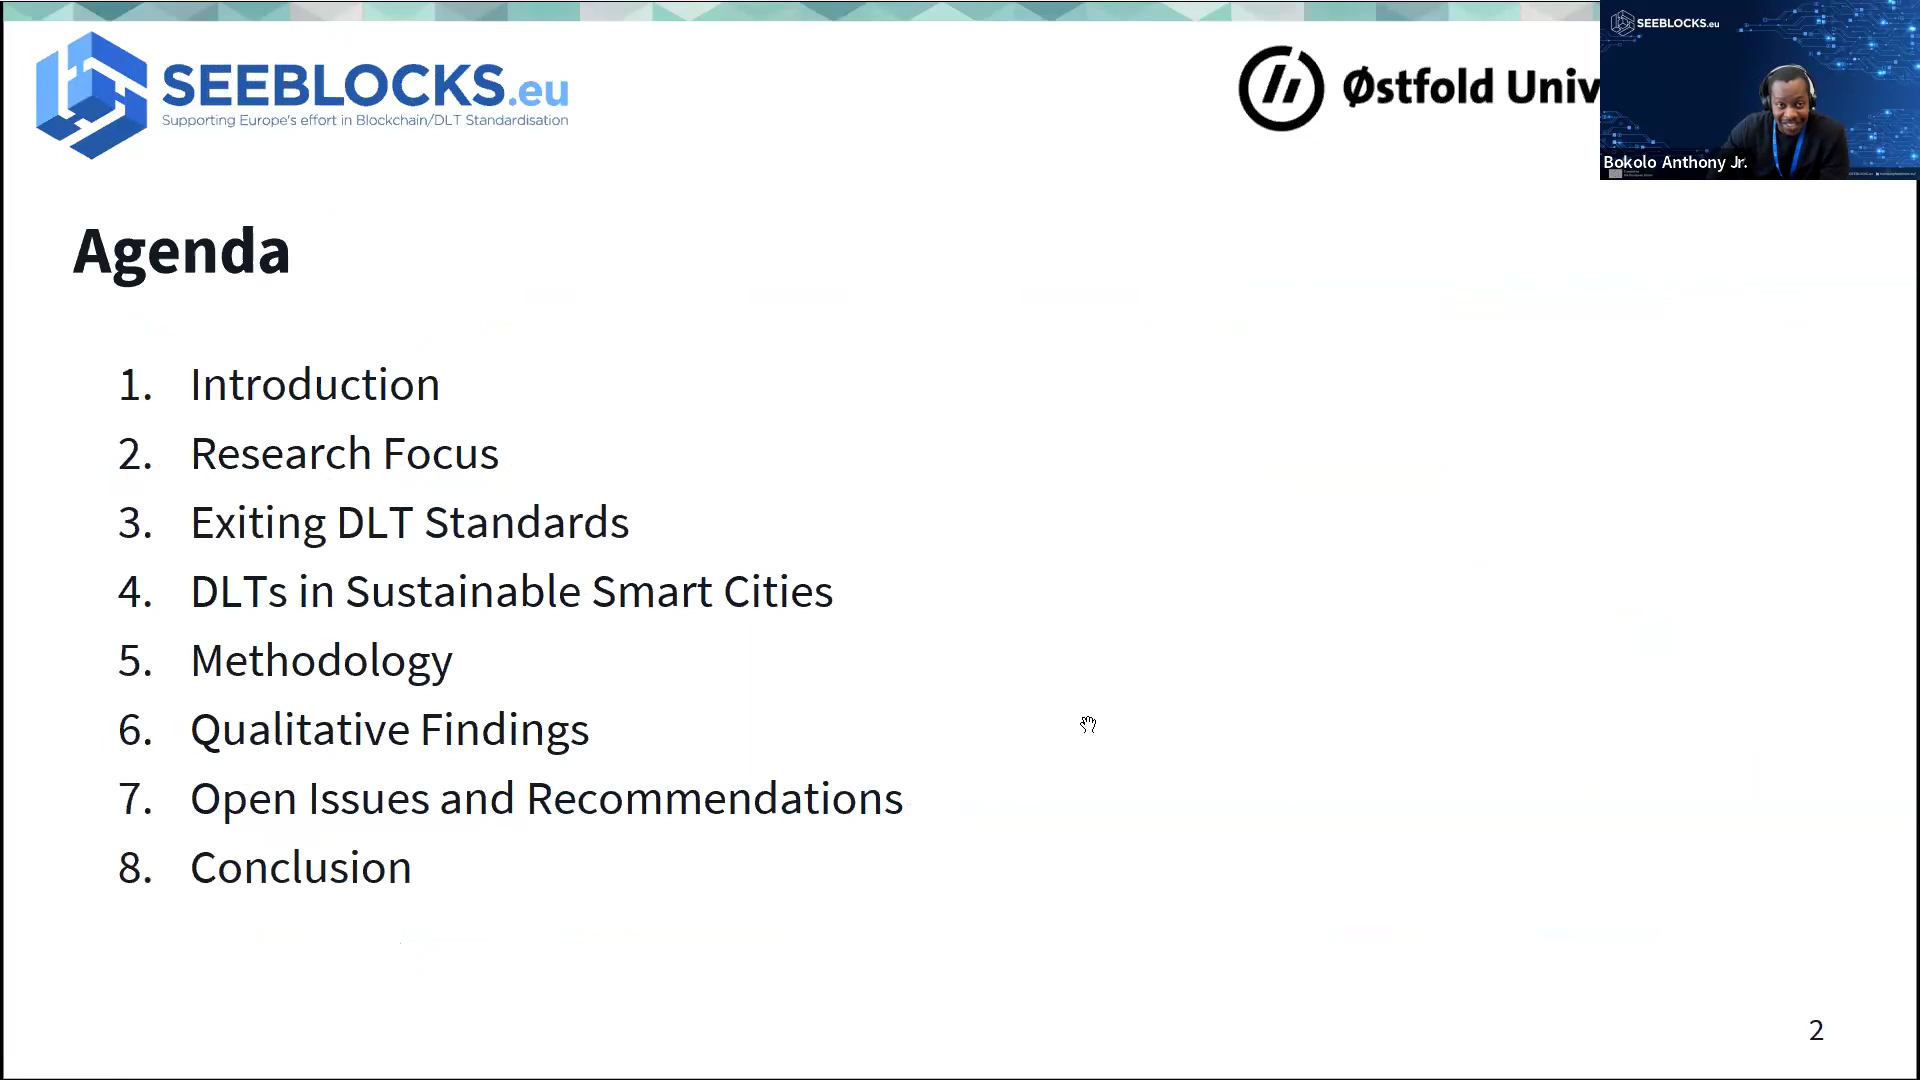 SEEBLOCKS.eu
Supporting Europe's effort in Blockchain/DLT Standardisation
Østfold Univ
SEEBLOCKS.eu
Bokolo Anthony Jr.
Agenda
1. Introduction
2. Research Focus
3. Exiting DLT Standards
4. DLTs in Sustainable Smart Cities
5. Methodology
6. Qualitative Findings
7. Open Issues and Recommendations
8. Conclusion
2